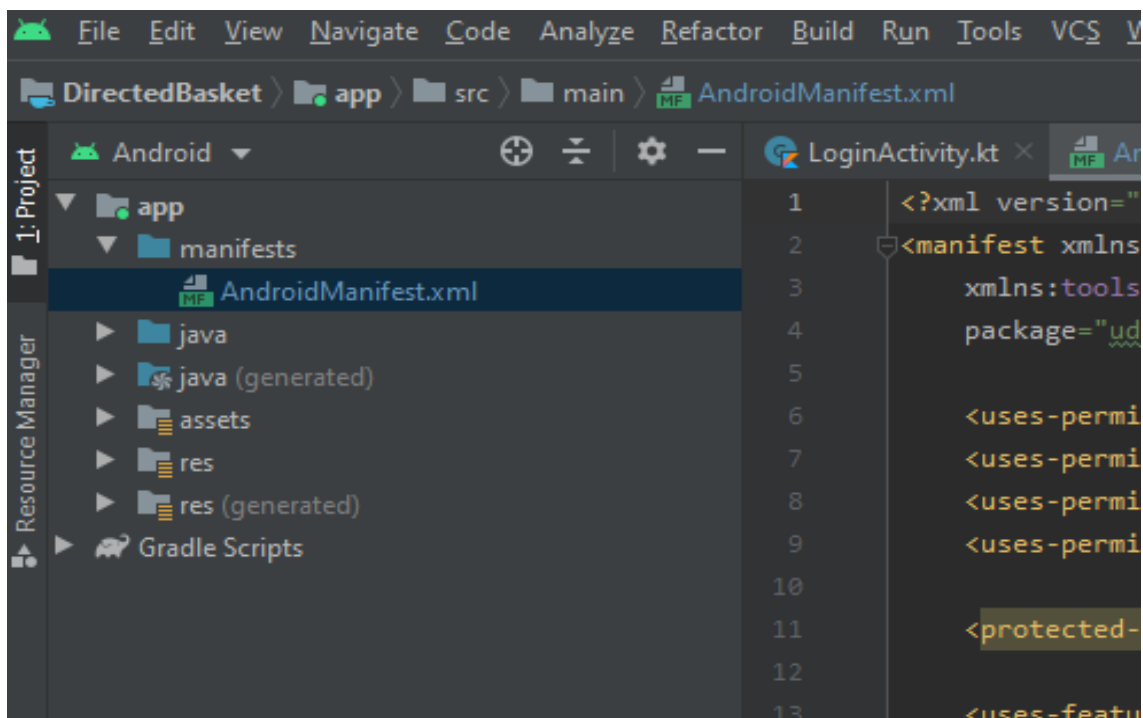 File Edit View Navigate Code Analyze Refactor Build Run Tools VCS
DirectedBasket app src main AndroidManifest.xml
1: Project
Resource Manager
Android
app
manifests
AndroidManifest.xml
java
java (generated)
assets
res
res (generated)
Gradle Scripts
LoginActivity.kt
1 <?xml version="
2 <manifest xmlns
3 xmlns:tools
4 package="ud
5
6 <uses-permi
7 <uses-permi
8 <uses-permi
9 <uses-permi
10
11 <protected-
12
13 <uses-featu